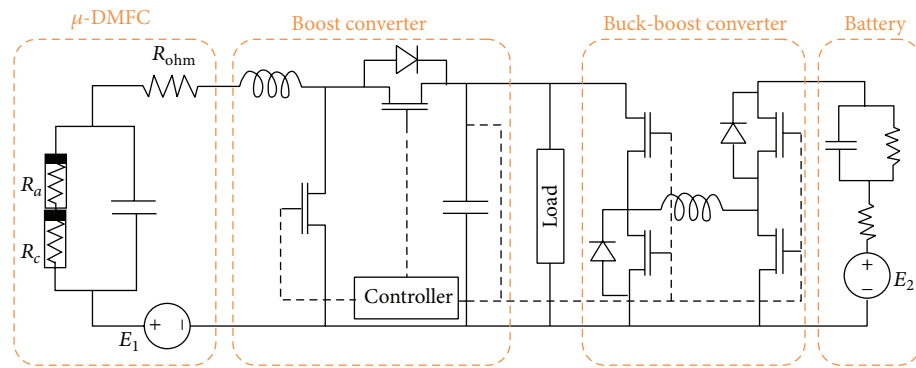 μ-DMFC
Boost converter
Buck-boost converter
Battery
R_ohm
R_a
R_c
Load
Controller
E_1
+
−
+
−
E_2